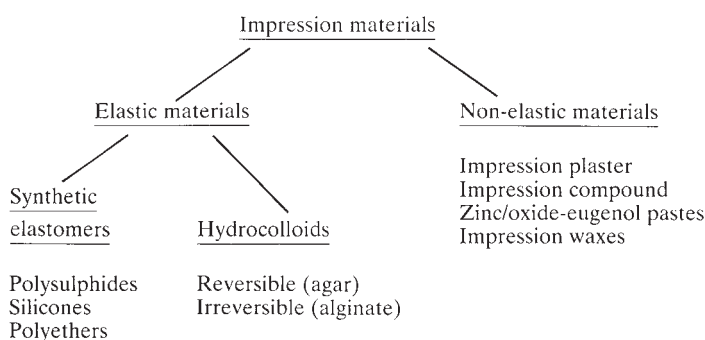 Impression materials
Elastic materials
Non-elastic materials
Impression plaster
Impression compound
Zinc/oxide-eugenol pastes
Impression waxes
Synthetic
elastomers
Hydrocolloids
Polysulphides
Silicones
Polyethers
Reversible (agar)
Irreversible (alginate)